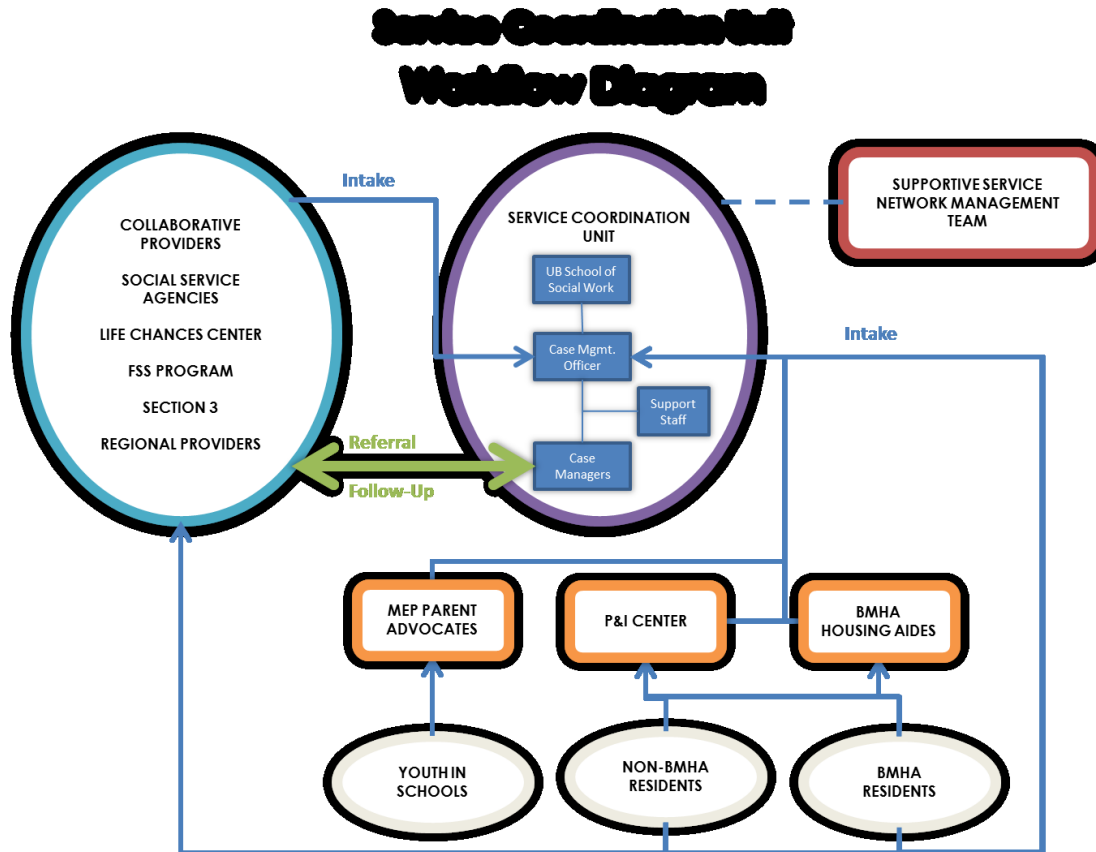 Service Coordination Unit
Workflow Diagram
Intake
COLLABORATIVE
PROVIDERS
SOCIAL SERVICE
AGENCIES
LIFE CHANCES CENTER
FSS PROGRAM
SECTION 3
REGIONAL PROVIDERS
SERVICE COORDINATION
UNIT
UB School of
Social Work
Case Mgmt.
Officer
Support
Staff
Case
Managers
SUPPORTIVE SERVICE
NETWORK MANAGEMENT
TEAM
Intake
Referral
Follow-Up
MEP PARENT
ADVOCATES
P&I CENTER
BMHA
HOUSING AIDES
YOUTH IN
SCHOOLS
NON-BMHA
RESIDENTS
BMHA
RESIDENTS